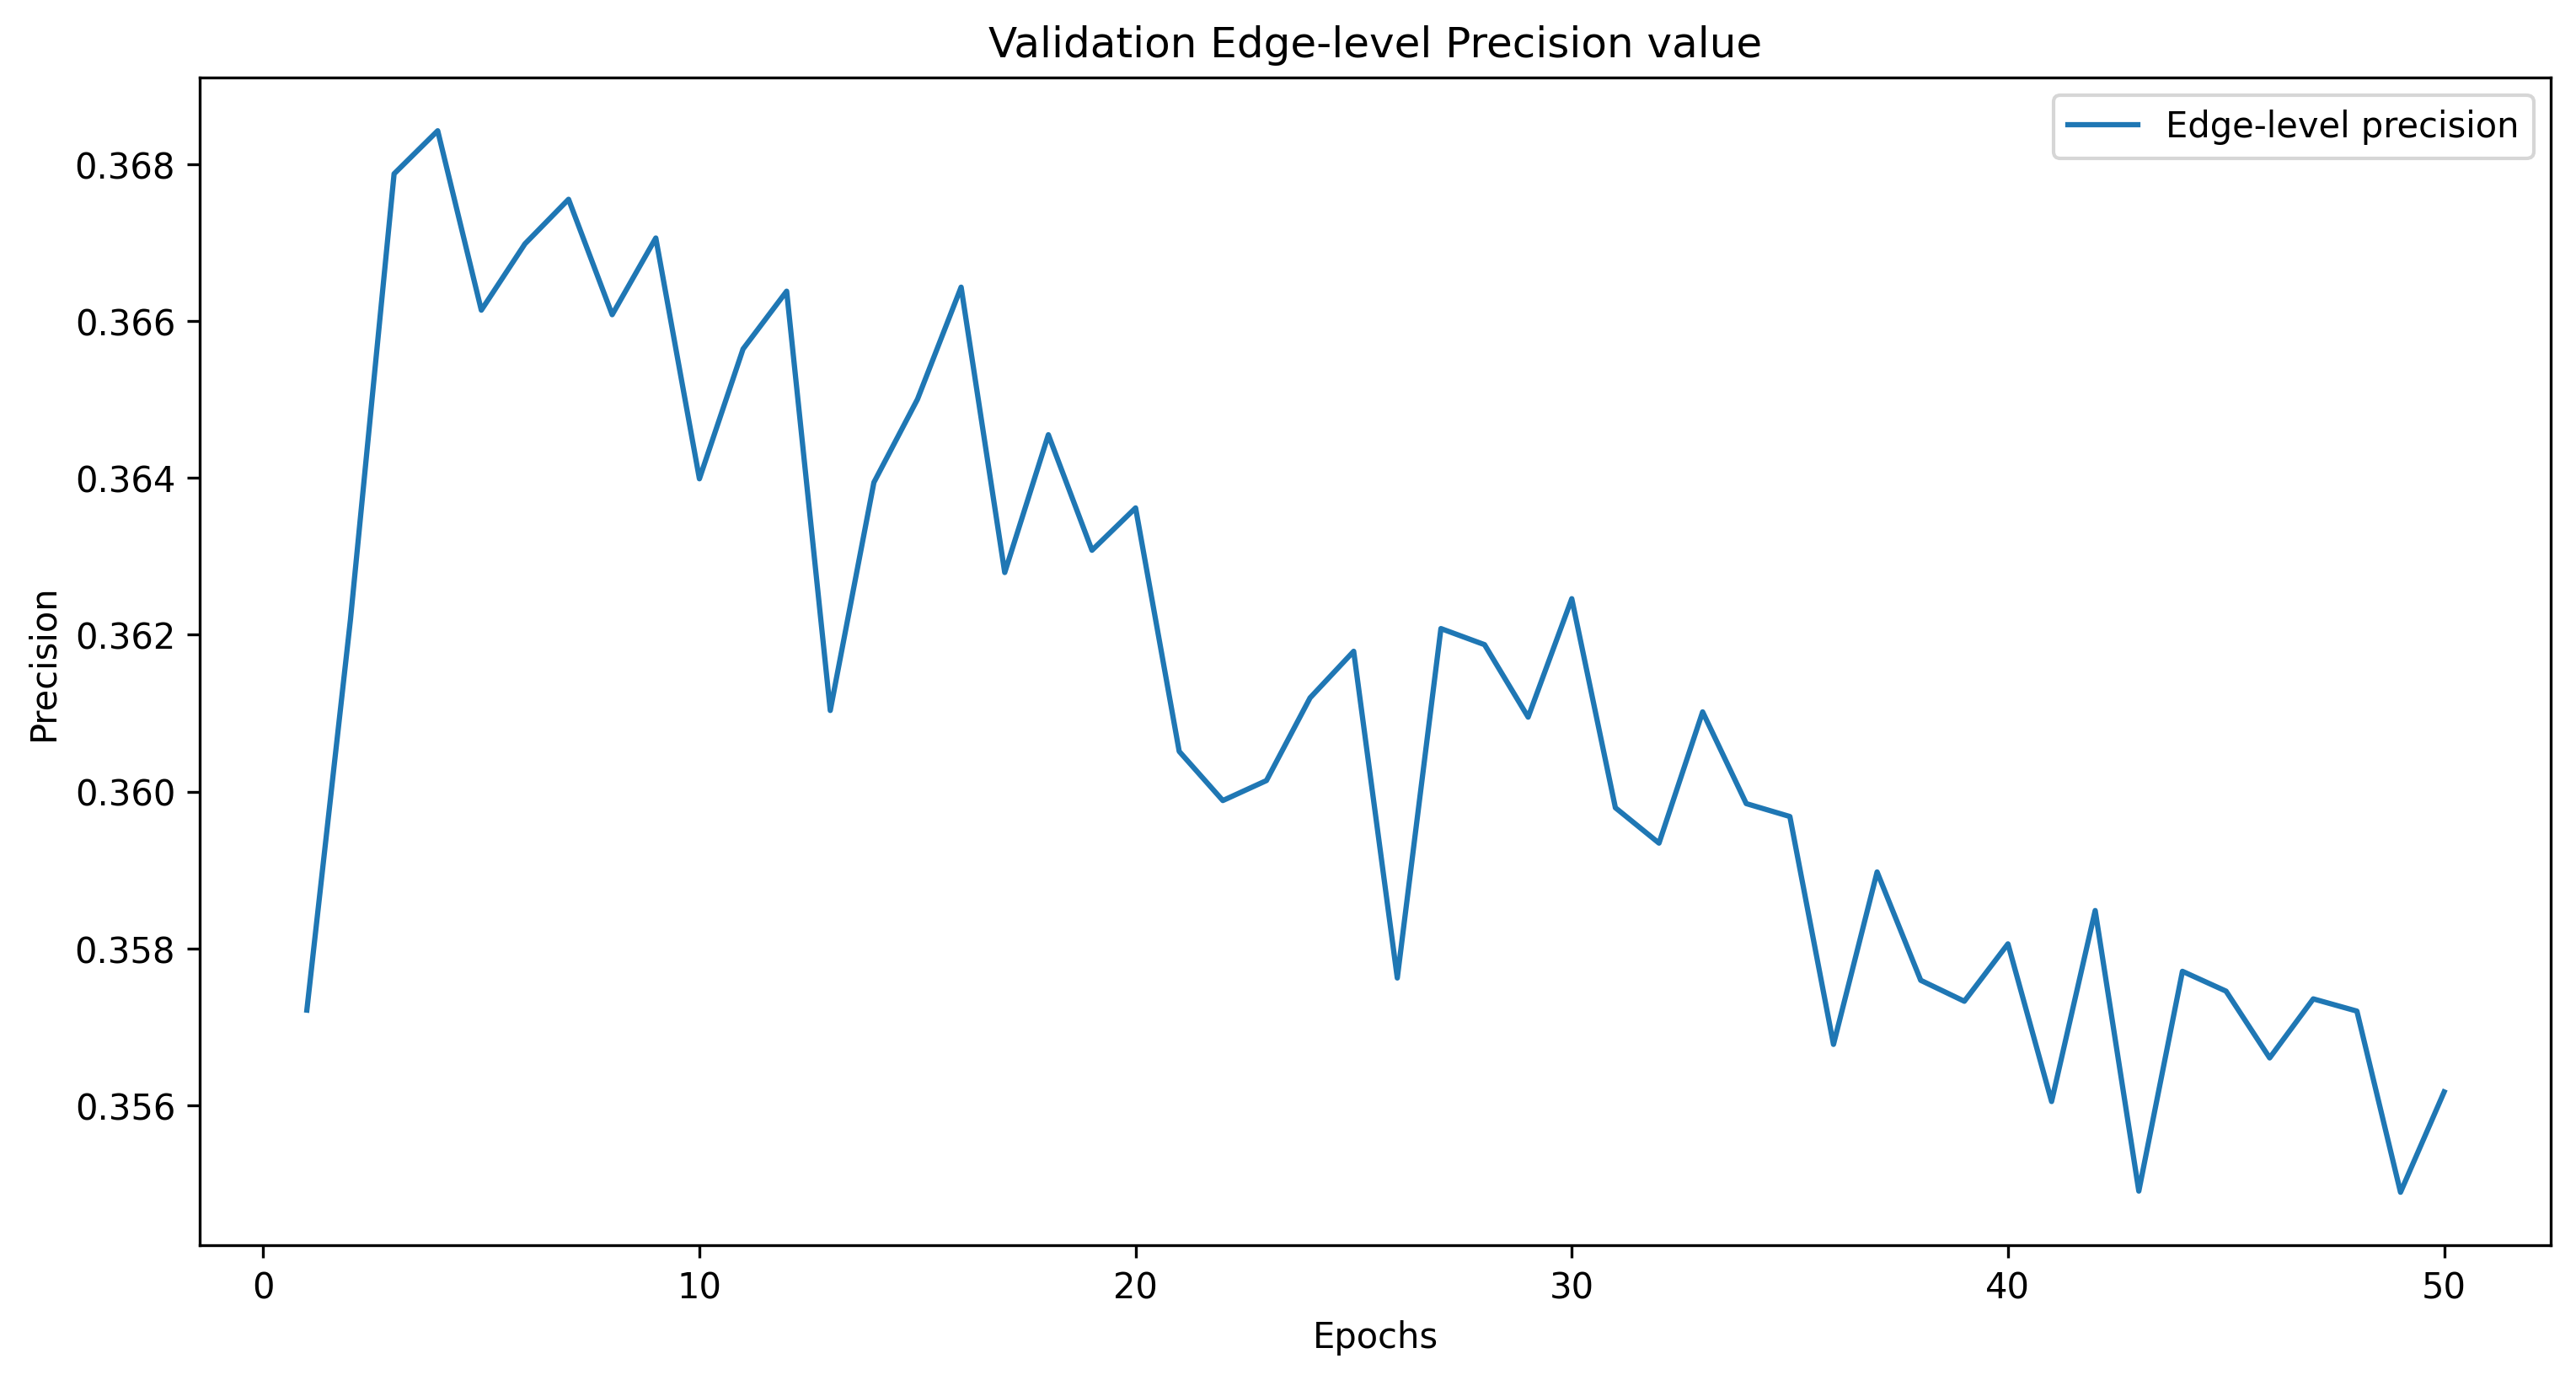 Validation Edge-level Precision value
Edge-level precision
Precision
0.368
0.366
0.364
0.362
0.360
0.358
0.356
0 10 20 30 40 50
Epochs